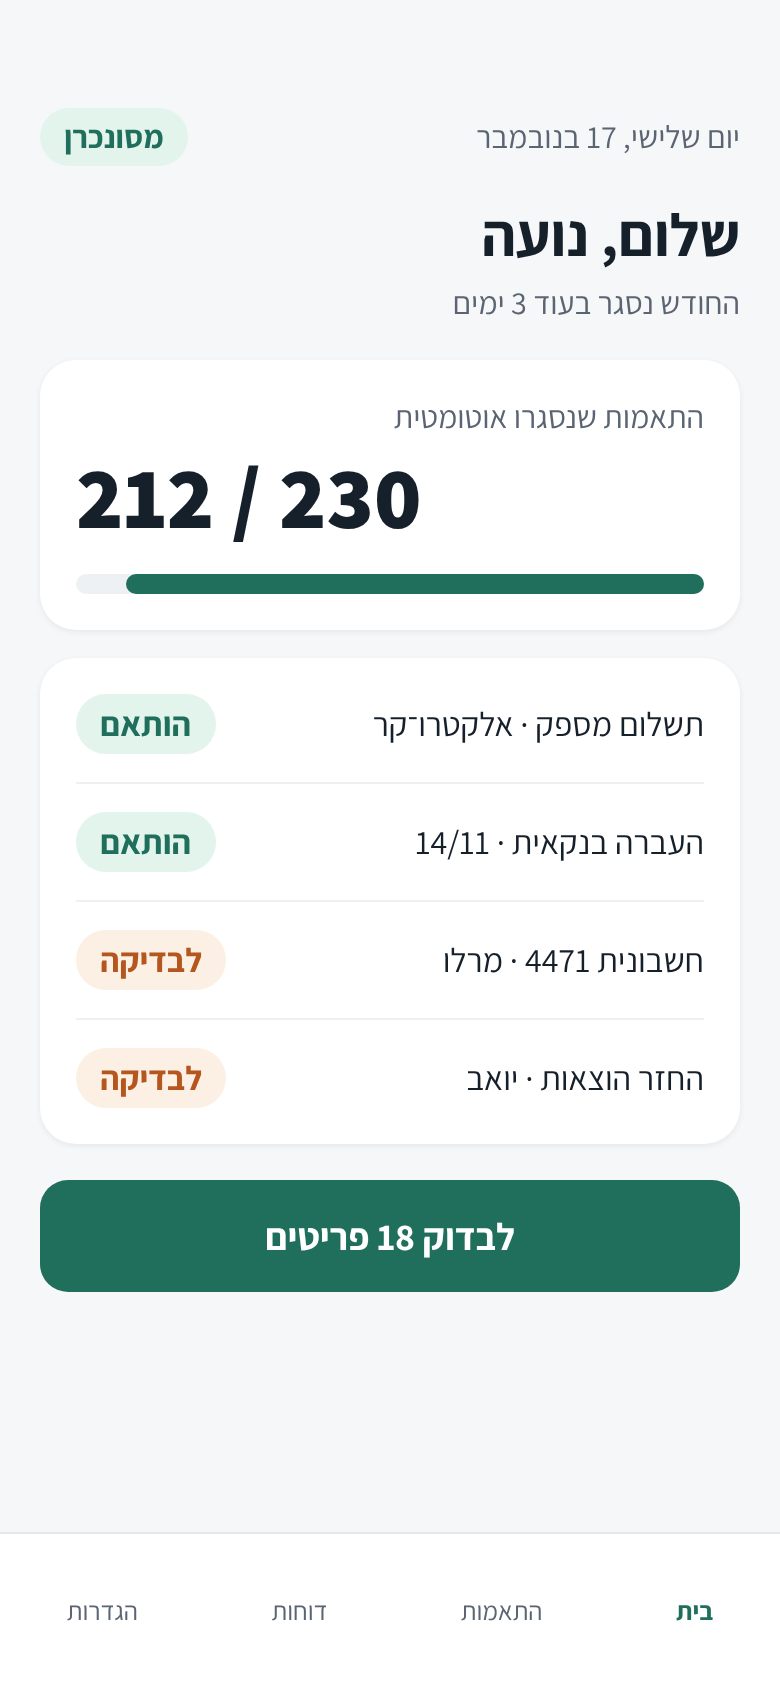 יום שלישי, 17 בנובמבר
מסונכרן
שלום, נועה
החודש נסגר בעוד 3 ימים
התאמות שנסגרו אוטומטית
212 / 230
תשלום מספק · אלקטרו־קר
הותאם
העברה בנקאית · 14/11
הותאם
חשבונית 4471 · מרלו
לבדיקה
החזר הוצאות · יואב
לבדיקה
לבדוק 18 פריטים
בית
התאמות
דוחות
הגדרות